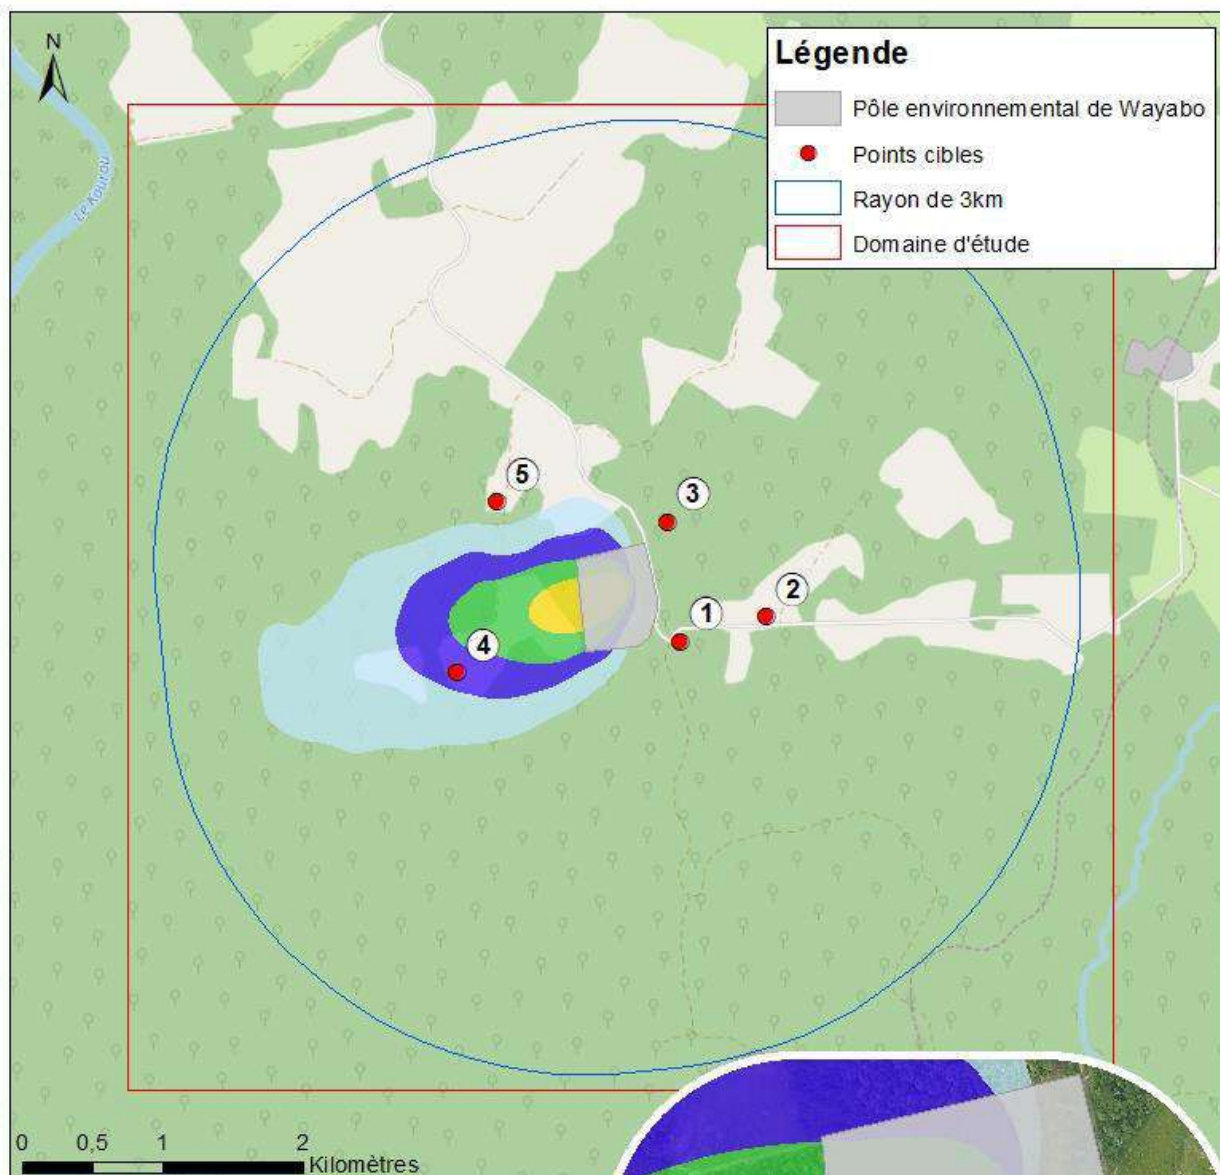 N
Légende
Pôle environnemental de Wayabo
Points cibles
Rayon de 3km
Domaine d'étude
Le Kourou
5
3
2
1
4
0 0,5 1 2
Kilomètres